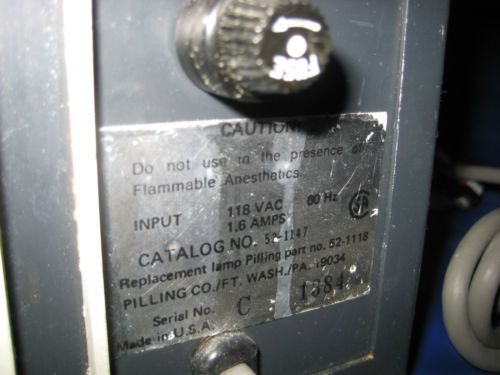 FUSE
CAUTION:
Do not use in the presence of
Flammable Anesthetics
INPUT 118 VAC 60 Hz
1.6 AMPS
CATALOG NO. 52-1147
Replacement lamp Pilling part no. 52-1118
PILLING CO./FT. WASH./PA. 19034
Serial No. C 1384
Made in U.S.A.